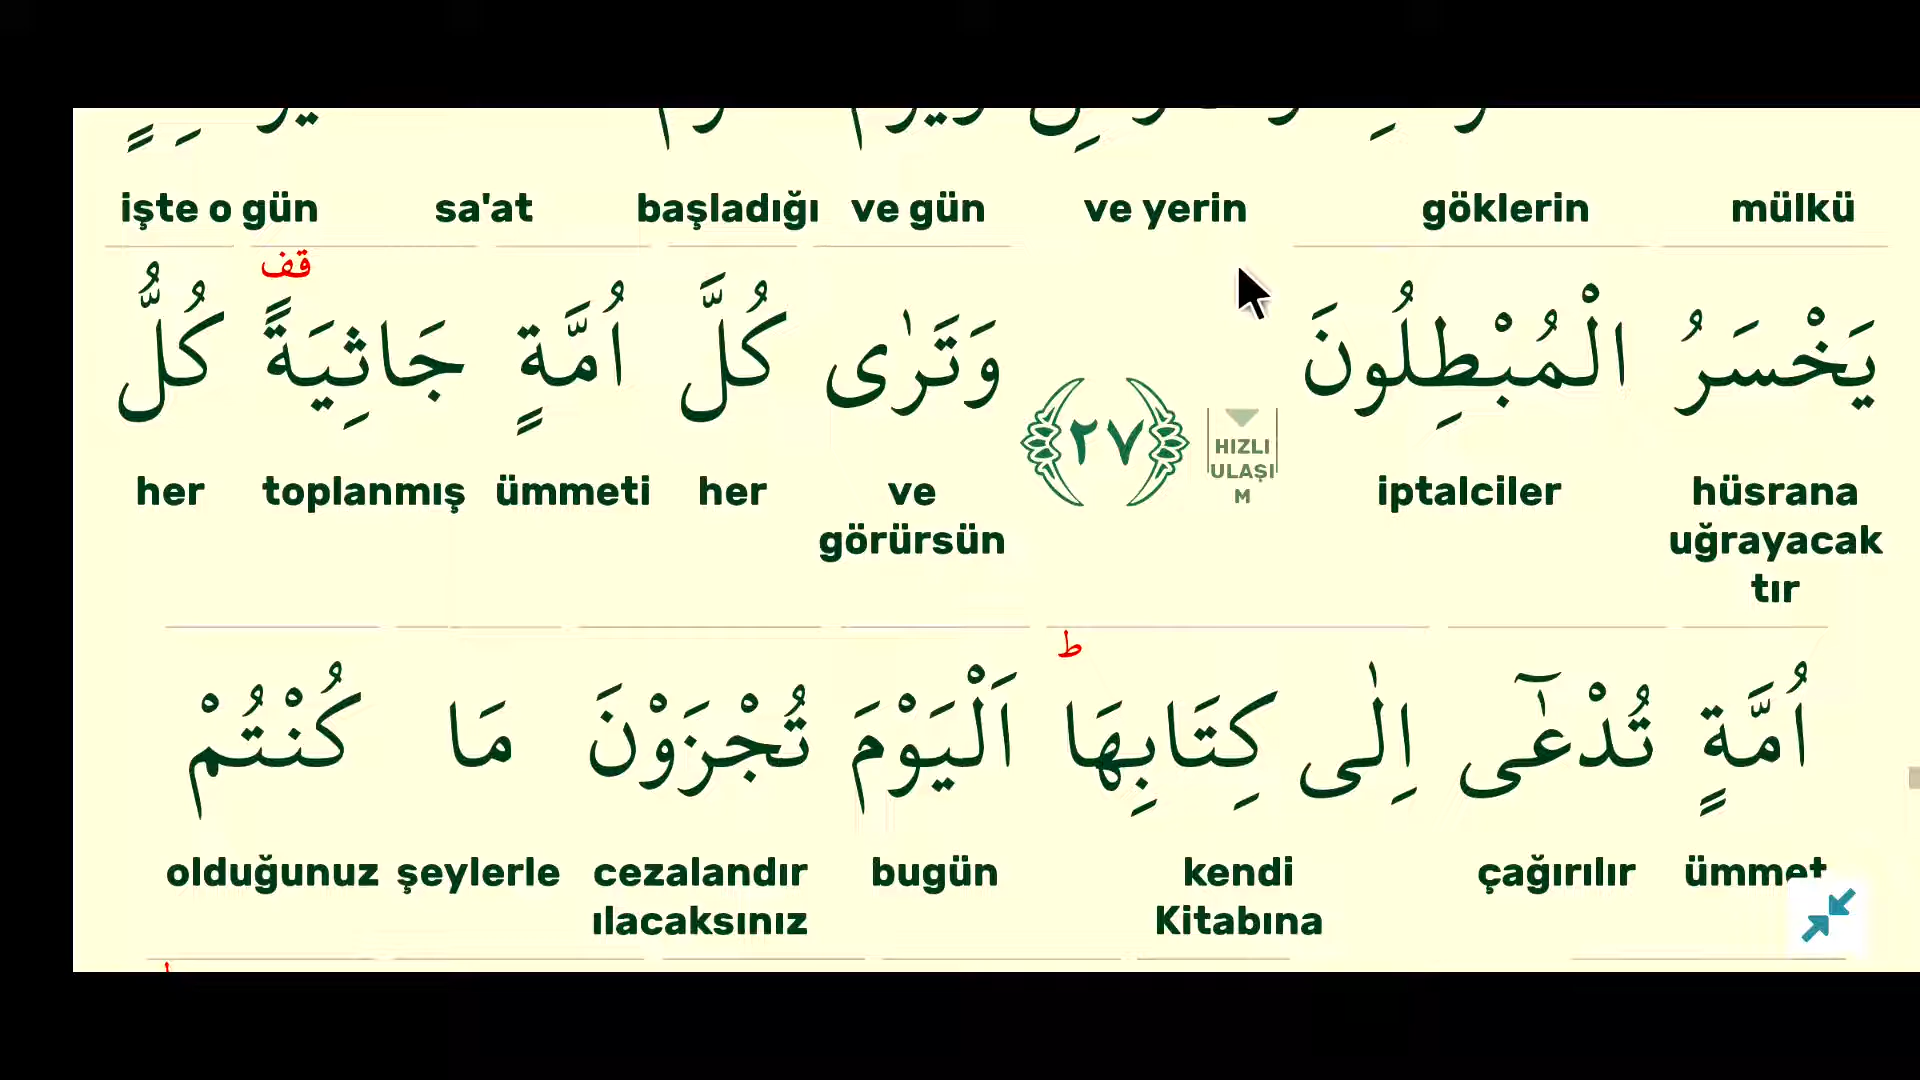 mülkü göklerin ve yerin ve gün başladığı sa'at işte o gün
قف
يَخْسَرُ الْمُبْطِلُونَ ﴿٢٧﴾ وَتَرٰى كُلَّ اُمَّةٍ جَاثِيَةً كُلُّ
HIZLI
ULAŞI
M
hüsrana iptalciler ve her ümmeti toplanmış her
uğrayacak görürsün
tır
ط
اُمَّةٍ تُدْعٰٓى اِلٰى كِتَابِهَا اَلْيَوْمَ تُجْزَوْنَ مَا كُنْتُمْ
ümmet çağırılır kendi bugün cezalandır şeylerle olduğunuz
Kitabına ılacaksınız